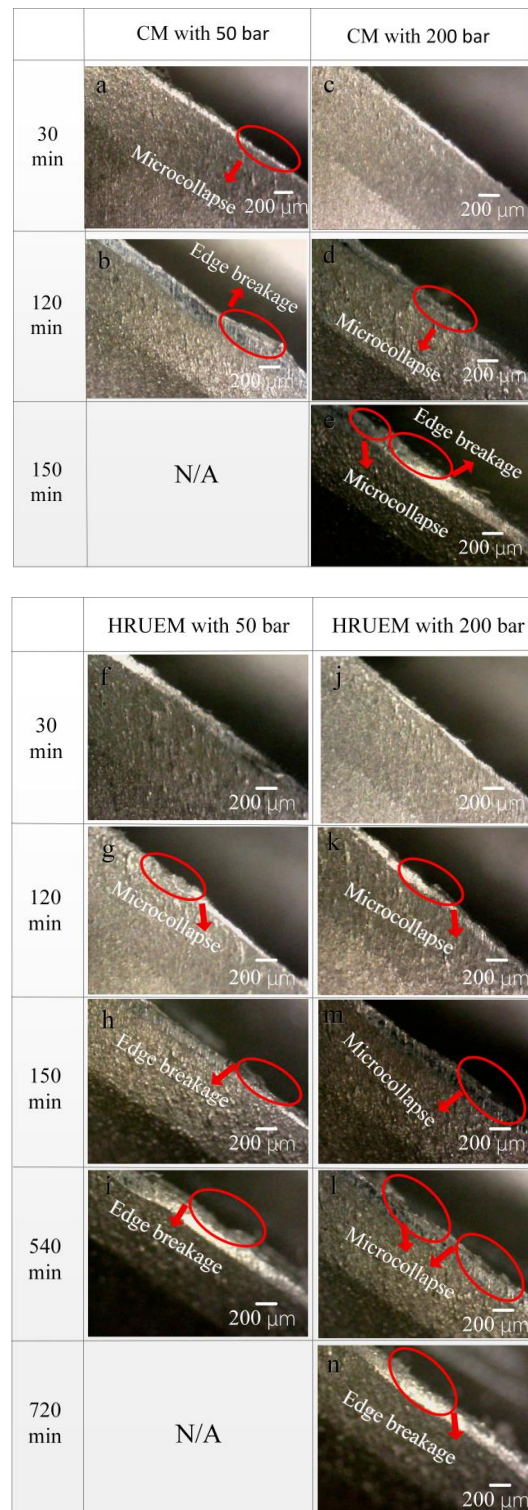 CM with 50 bar
CM with 200 bar
30
min
a
Microcollapse
200 μm
c
200 μm
120
min
b
Edge breakage
200 μm
d
Microcollapse
200 μm
150
min
N/A
e
Edge breakage
Microcollapse
200 μm
HRUEM with 50 bar
HRUEM with 200 bar
30
min
f
200 μm
j
200 μm
120
min
g
Microcollapse
200 μm
k
Microcollapse
200 μm
150
min
h
Edge breakage
200 μm
m
Microcollapse
200 μm
540
min
i
Edge breakage
200 μm
l
Microcollapse
200 μm
720
min
N/A
n
Edge breakage
200 μm